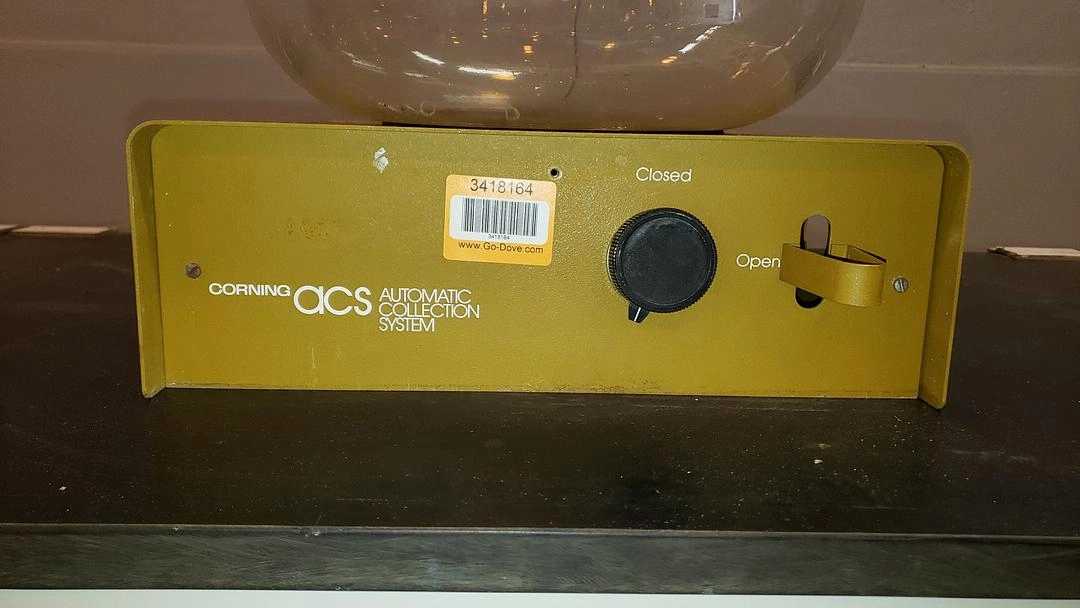 3418164
3418164
www.Go-Dove.com
Closed
Open
CORNING acs AUTOMATIC
COLLECTION
SYSTEM